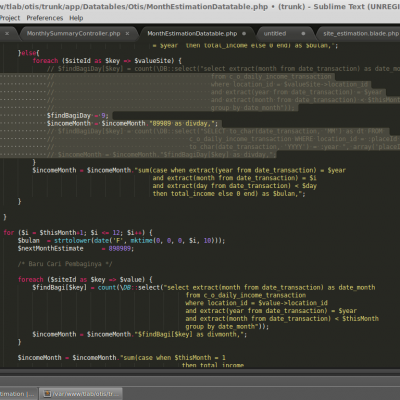 tlab/otis/trunk/app/Datatables/Otis/MonthEstimationDatatable.php • (trunk) - Sublime Text (UNREGI
Project Preferences Help
MonthlySummaryController.php × MonthEstimationDatatable.php • untitled • site_estimation.blade.php
= $year then total_income else 0 end) as $bulan,";
}else{
foreach ($siteId as $key => $valueSite) {
// $findBagiDay[$key] = count(\DB::select("select extract(month from date_transaction) as date_mo
// from c_o_daily_income_transaction
// where location_id = $valueSite->location_id
// and extract(year from date_transaction) = $year
// and extract(month from date_transaction) < $thisMont
// group by date_month"));
$findBagiDay = 9;
$incomeMonth = $incomeMonth."89989 as divday,";
// $findBagiDay[$key] = count(\DB::select("SELECT to_char(date_transaction, 'MM') as dt FROM
// c_o_daily_income_transaction WHERE location_id =
// to_char(date_transaction, 'YYYY') =
// $incomeMonth = $incomeMonth."$findBagiDay[$key] as divday,";
}
$incomeMonth = $incomeMonth."sum(case when extract(year from date_transaction) = $year
and extract(month from date_transaction) = $i
and extract(day from date_transaction) < $day
then total_income else 0 end) as $bulan,";
}
}
for ($i = $thisMonth+1; $i <= 12; $i++) {
$bulan = strtolower(date('F', mktime(0, 0, 0, $i, 10)));
$nextMonthEstimate = 898989;
/* Baru Cari Pembaginya */
foreach ($siteId as $key => $value) {
$findBagi[$key] = count(\DB::select("select extract(month from date_transaction) as date_month
from c_o_daily_income_transaction
where location_id = $value->location_id
and extract(year from date_transaction) = $year
and extract(month from date_transaction) < $thisMonth
group by date_month"));
$incomeMonth = $incomeMonth."$findBagi[$key] as divmonth,";
}
$incomeMonth = $incomeMonth."sum(case when $thisMonth = 1
then total_income
stimation |... /var/www/tlab/otis/tr...